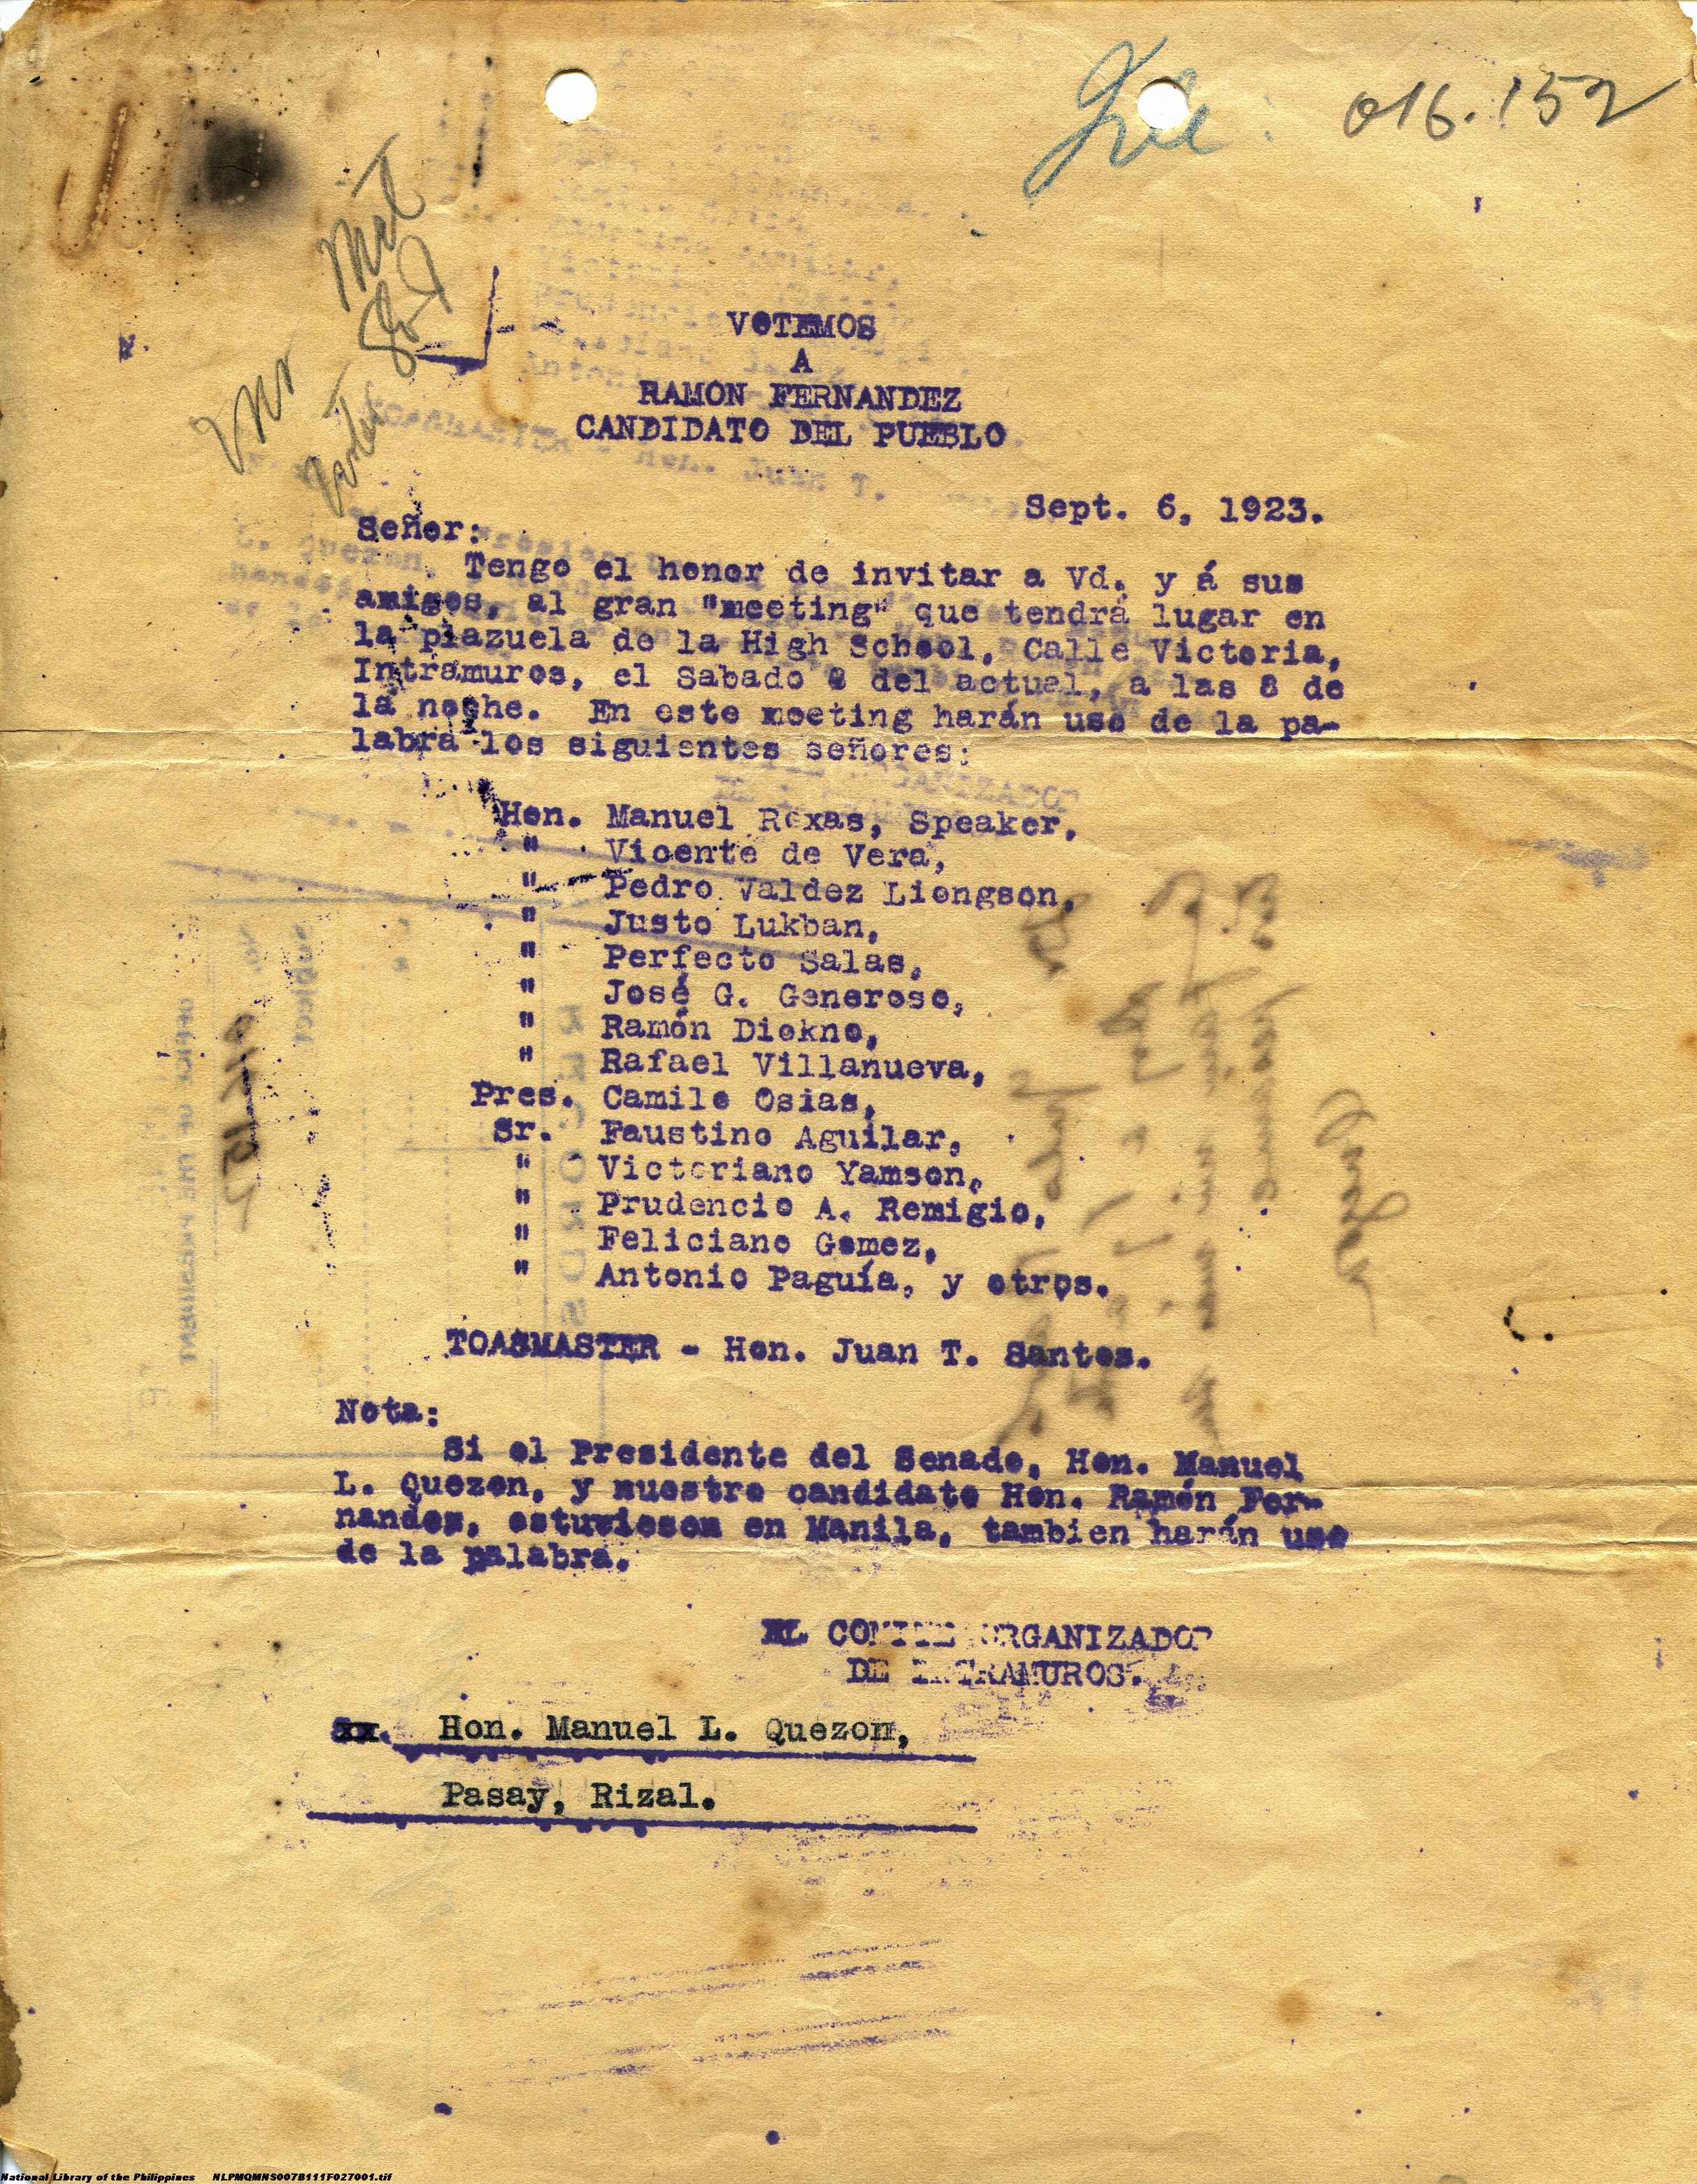 016.152
VOTEMOS
A
RAMON FERNANDEZ
CANDIDATO DEL PUEBLO
Sept. 6, 1923.
Señor:
Tengo el honor de invitar a Vd. y á sus
amigos, al gran "meeting" que tendrá lugar en
la plazuela de la High School, Calle Victoria,
Intramuros, el Sabado 8 del actual, a las 8 de
la noche. En este meeting harán uso de la pa-
labra los siguientes señores:
Hon. Manuel Roxas, Speaker,
" Vicente de Vera,
" Pedro Valdez Liongson,
" Justo Lukban,
" Perfecto Salas,
" José G. Generoso,
" Ramón Diokno,
" Rafael Villanueva,
Pres. Camilo Osias,
Sr. Faustino Aguilar,
" Victoriano Yamson,
" Prudencio A. Remigio,
" Feliciano Gomez,
" Antonio Paguía, y otros.
TOASMASTER - Hon. Juan T. Santos.
Nota:
Si el Presidente del Senado, Hon. Manuel
L. Quezon, y nuestro candidato Hon. Ramón Fer-
nandez, estuviesen en Manila, tambien harán uso
de la palabra.
EL COMITE ORGANIZADOR
DE INTRAMUROS.
Hon. Manuel L. Quezon,
Pasay, Rizal.
National Library of the Philippines NLPMQMNS007B111F027001.tif